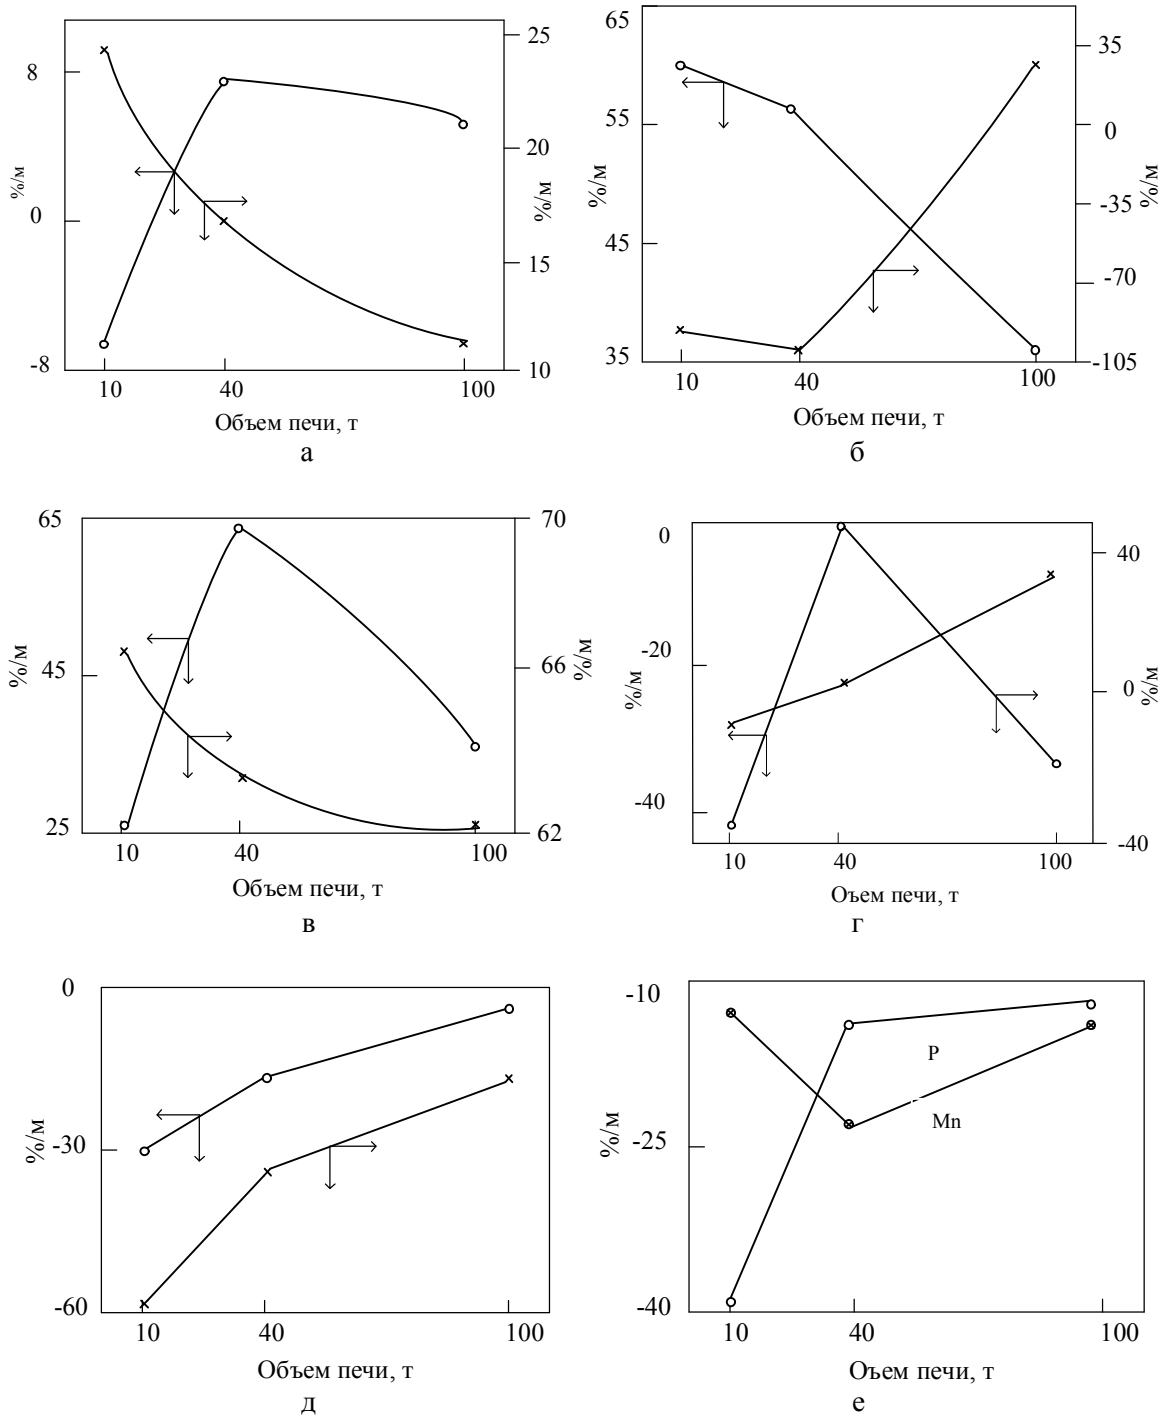 8
0
-8
%/м
25
20
15
10
%/м
10 40 100
Объем печи, т
а
65
55
45
35
%/м
35
0
-35
-70
-105
%/м
10 40 100
Объем печи, т
б
65
45
25
%/м
70
66
62
%/м
10 40 100
Объем печи, т
в
0
-20
-40
%/м
40
0
-40
%/м
10 40 100
Оъем печи, т
г
0
-30
-60
%/м
10 40 100
Объем печи, т
д
-10
-25
-40
%/м
P
Mn
10 40 100
Оъем печи, т
е